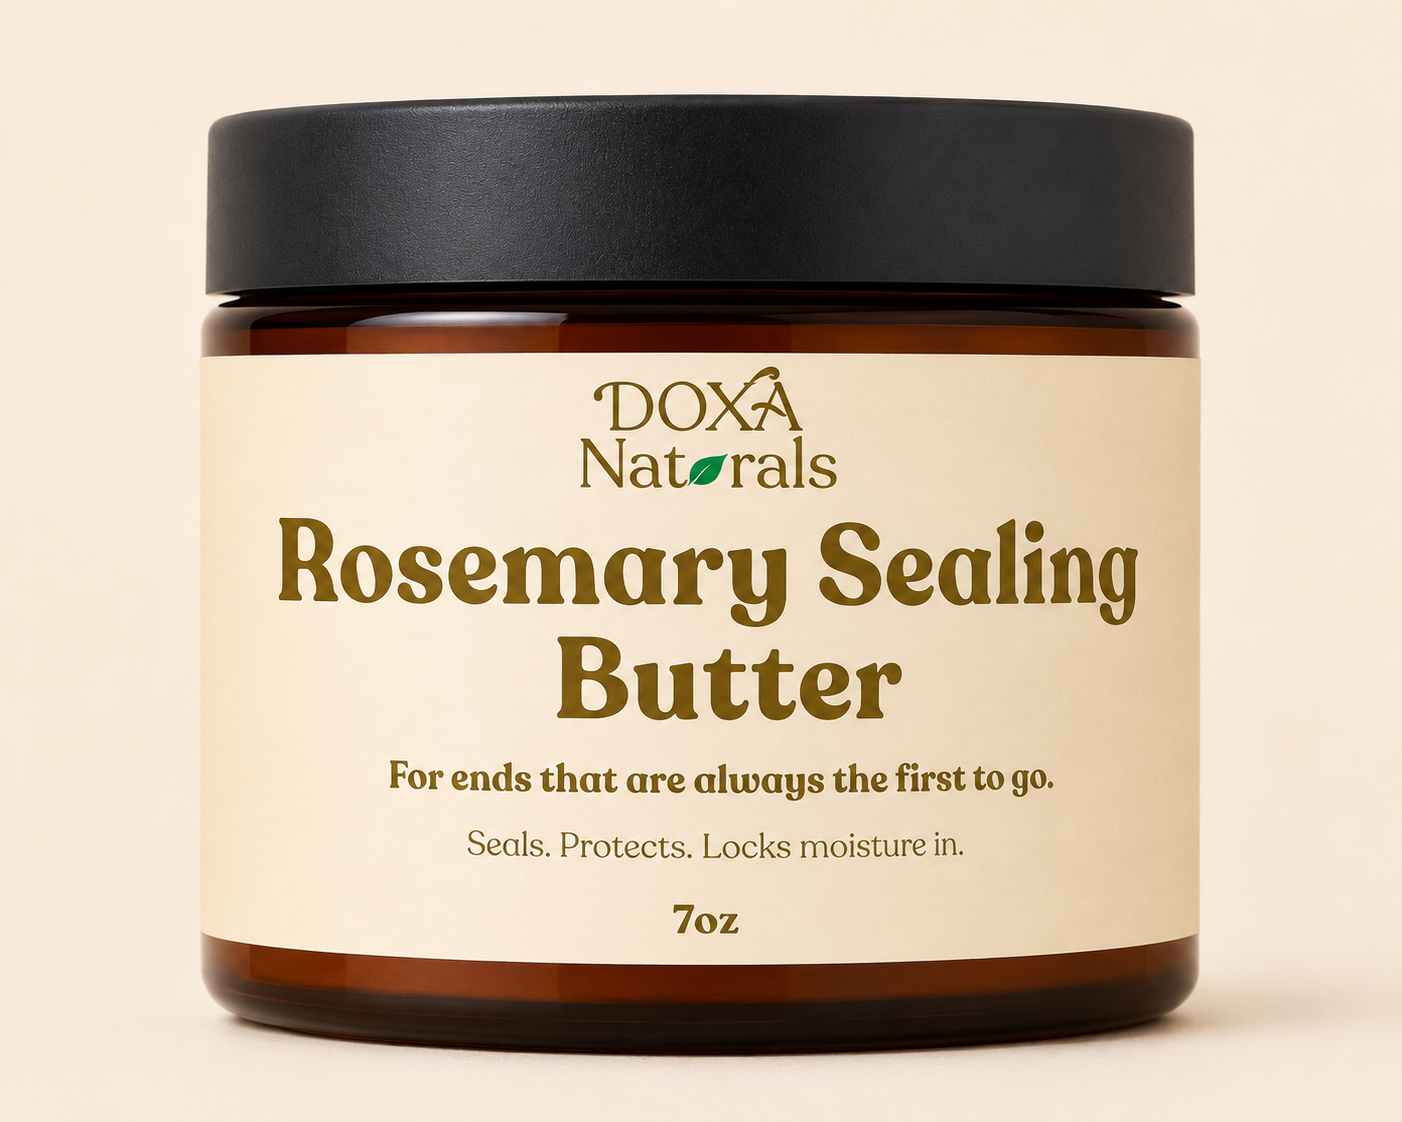 DOXA
Naturals
Rosemary Sealing
Butter
For ends that are always the first to go.
Seals. Protects. Locks moisture in.
7oz